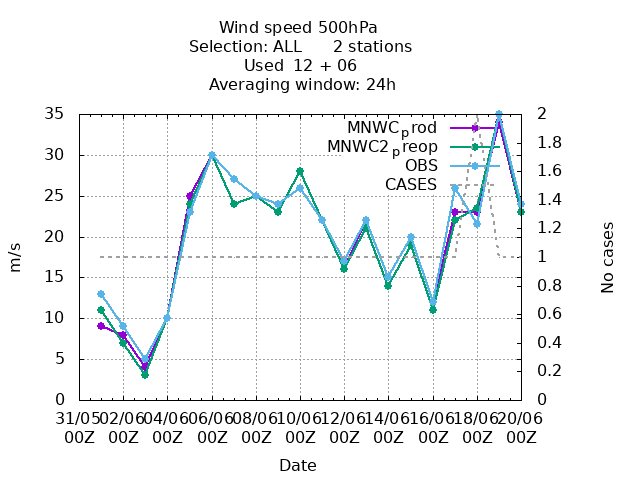 Wind speed 500hPa
Selection: ALL 2 stations
Used 12 + 06
Averaging window: 24h
MNWCprod
MNWC2preop
OBS
CASES
35
30
25
20
15
10
5
0
m/s
2
1.8
1.6
1.4
1.2
1
0.8
0.6
0.4
0.2
0
No cases
31/05 02/06 04/06 06/06 08/06 10/06 12/06 14/06 16/06 18/06 20/06
00Z 00Z 00Z 00Z 00Z 00Z 00Z 00Z 00Z 00Z 00Z
Date